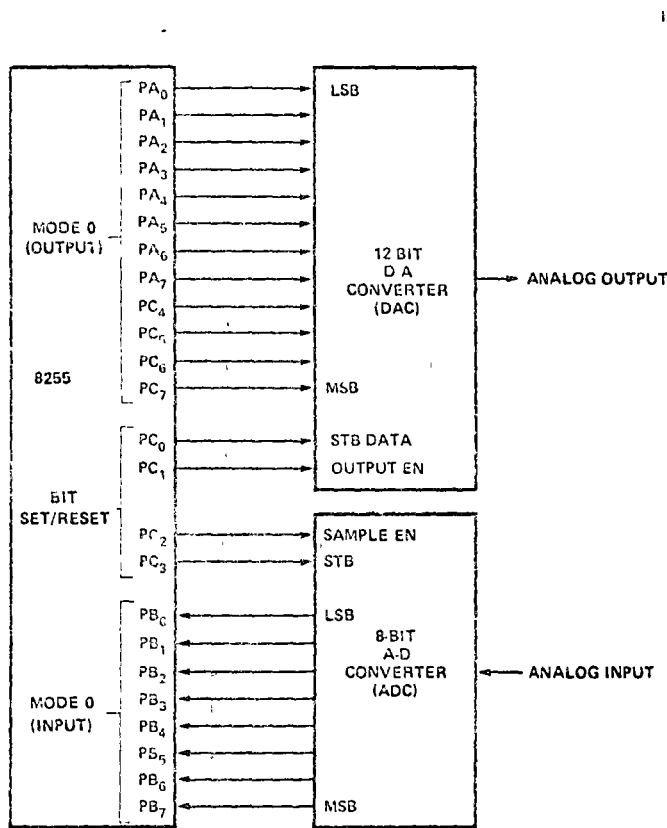 PA0 LSB
PA1
PA2
PA3
PA4
MODE 0
(OUTPUT)
PA5
PA6
PA7
12 BIT
D A
CONVERTER
(DAC)
ANALOG OUTPUT
PC4
PC5
PC6
8255
PC7 MSB
PC0 STB DATA
PC1 OUTPUT EN
BIT
SET/RESET
PC2 SAMPLE EN
PC3 STB
PB0 LSB
PB1
PB2
PB3
8-BIT
A-D
CONVERTER
(ADC)
ANALOG INPUT
MODE 0
(INPUT)
PB4
PB5
PB6
PB7 MSB